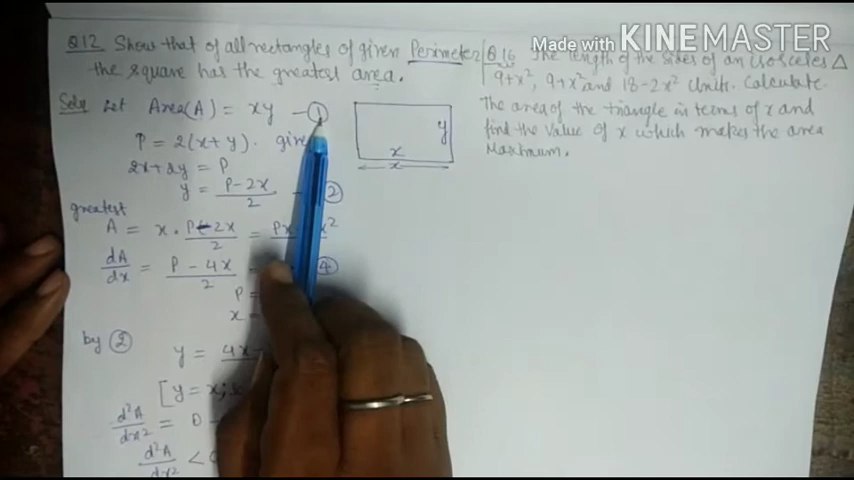 Made with KINEMASTER
Q12 Show that of all rectangles of given Perimeter
the square has the greatest area.
Solⁿ Let Area(A) = xy — ①
P = 2(x+y). give
2x+2y = P
y = P-2x/2 — ②
greatest
A = x · P-2x/2 = Px x²
dA/dx = P - 4x/2 = ④
P =
x =
by ②
y = 4x
[y = x;
d²A/dx² = 0 -
d²A/dx² <
y
x
x
Q16 The length of the sides of an isosceles △
9+x², 9+x² and 18-2x² Units. Calculate
the area of the triangle in terms of x and
find the value of x which makes the area
Maximum.